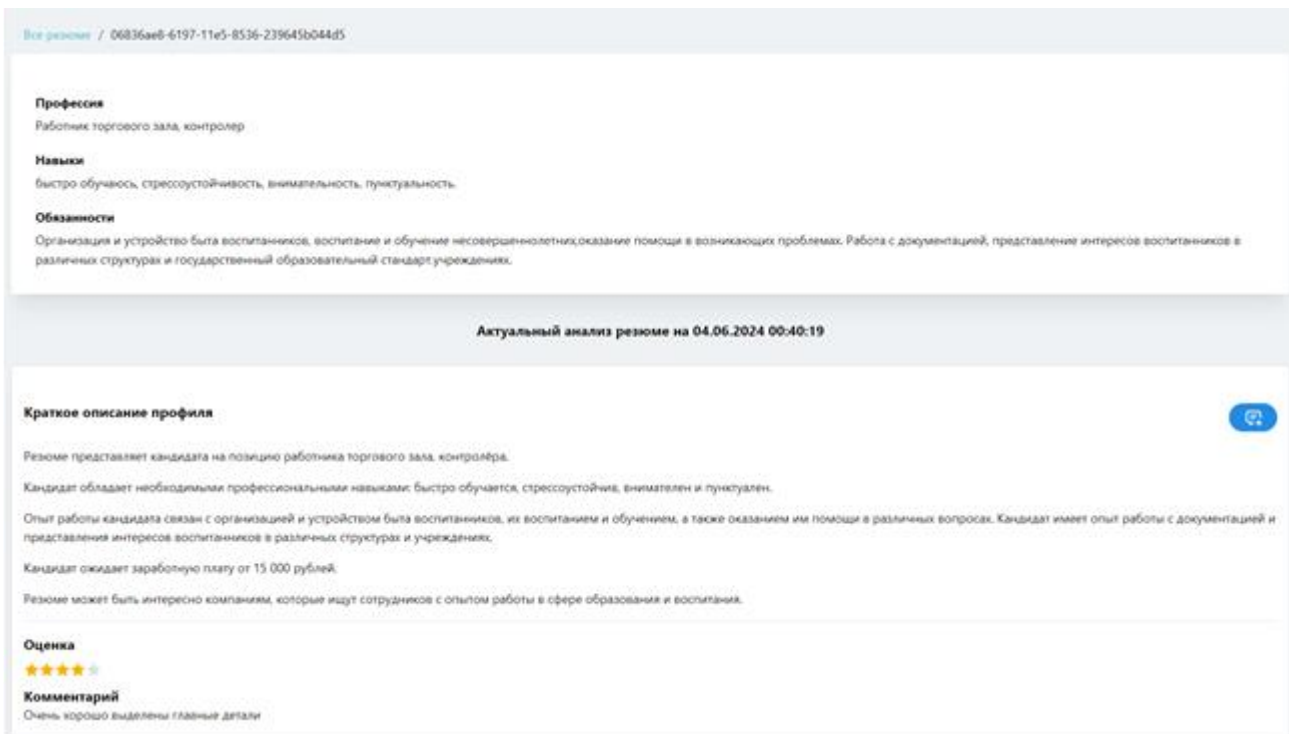 Все резюме / 06836ae8-6197-11e5-8536-239645b044d5
Профессия
Работник торгового зала, контролер
Навыки
быстро обучаюсь, стрессоустойчивость, внимательность, пунктуальность.
Обязанности
Организация и устройство быта воспитанников, воспитание и обучение несовершеннолетних,оказание помощи в возникающих проблемах. Работа с документацией, представление интересов воспитанников в
различных структурах и государственный образовательный стандарт учреждениях.
Актуальный анализ резюме на 04.06.2024 00:40:19
Краткое описание профиля
Резюме представляет кандидата на позицию работника торгового зала, контролёра.
Кандидат обладает необходимыми профессиональными навыками: быстро обучается, стрессоустойчив, внимателен и пунктуален.
Опыт работы кандидата связан с организацией и устройством быта воспитанников, их воспитанием и обучением, а также оказанием им помощи в различных вопросах. Кандидат имеет опыт работы с документацией и
представления интересов воспитанников в различных структурах и учреждениях.
Кандидат ожидает заработную плату от 15 000 рублей.
Резюме может быть интересно компаниям, которые ищут сотрудников с опытом работы в сфере образования и воспитания.
Оценка
Комментарий
Очень хорошо выделены главные детали